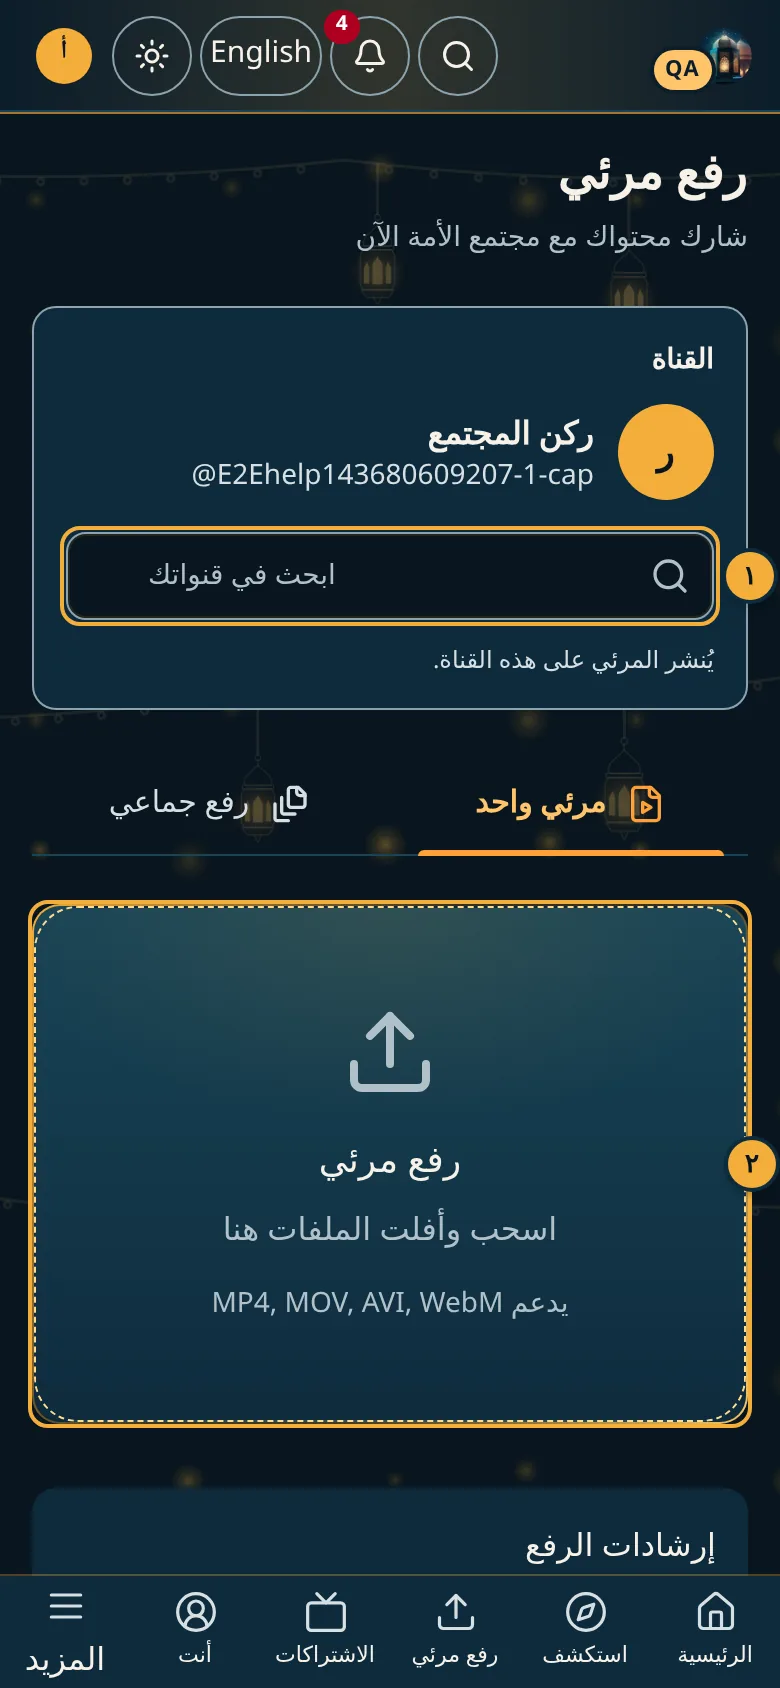 QA
4
English
أ
رفع مرئي
شارك محتواك مع مجتمع الأمة الآن
القناة
ر
ركن المجتمع
@E2Ehelp143680609207-1-cap
ابحث في قنواتك
١
يُنشر المرئي على هذه القناة.
مرئي واحد
رفع جماعي
رفع مرئي
٢
اسحب وأفلت الملفات هنا
يدعم MP4, MOV, AVI, WebM
إرشادات الرفع
الرئيسية
استكشف
رفع مرئي
الاشتراكات
أنت
المزيد